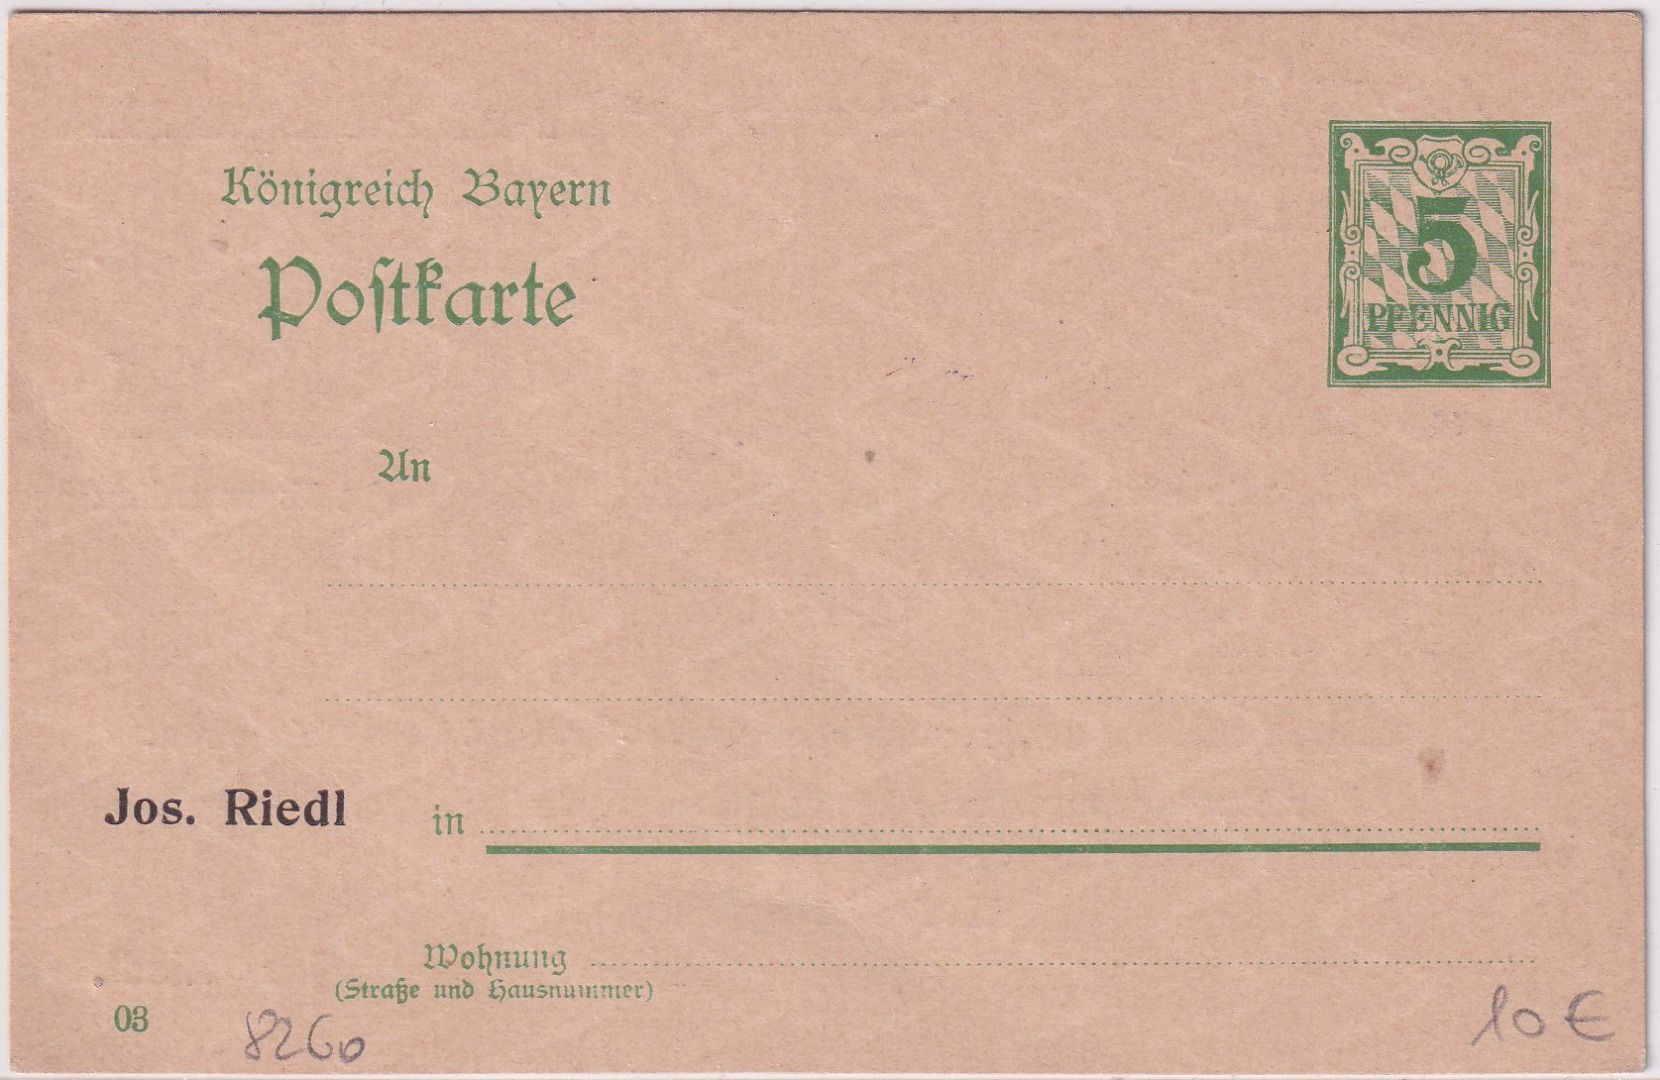 Königreich Bayern
Poſtkarte
5
PFENNIG
An
Jos. Riedl
in
Wohnung
(Straße und Hausnummer)
03
8260
10 €